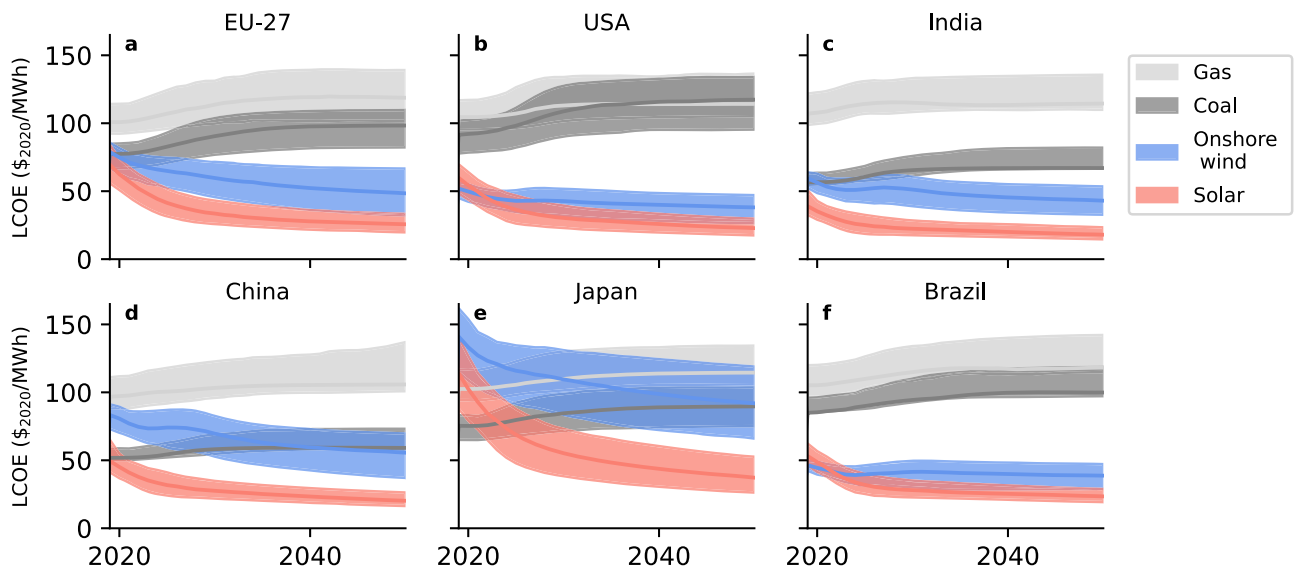 EU-27
USA
India
a
b
c
150
100
50
0
LCOE ($2020/MWh)
Gas
Coal
Onshore
wind
Solar
China
Japan
Brazil
d
e
f
150
100
50
0
LCOE ($2020/MWh)
2020
2040
2020
2040
2020
2040